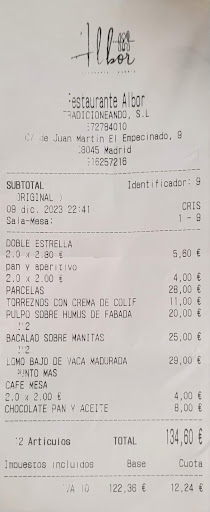 Albor
Restaurante Albor
TRADICIONEANDO, S.L
872784010
C/ de Juan Martin El Empecinado, 9
28045 Madrid
916257216
SUBTOTAL Identificador: 9
(ORIGINAL )
09 dic. 2023 22:41 CRIS
Sala-Mesa: 1 - 9
DOBLE ESTRELLA
2.0 x 2.80 € 5,60 €
pan y aperitivo
2.0 x 2.00 € 4,00 €
PARCELAS 28,00 €
TORREZNOS CON CREMA DE COLIF 11,00 €
PULPO SOBRE HUMUS DE FABADA 20,00 €
1/2
BACALAO SOBRE MANITAS 25,00 €
1/2
LOMO BAJO DE VACA MADURADA 29,00 €
PUNTO MAS
CAFE MESA
2.0 x 2.00 € 4,00 €
CHOCOLATE PAN Y ACEITE 8,00 €
12 Articulos TOTAL 134,60 €
Impuestos incluidos Base Cuota
IVA 10 122,36 € 12,24 €